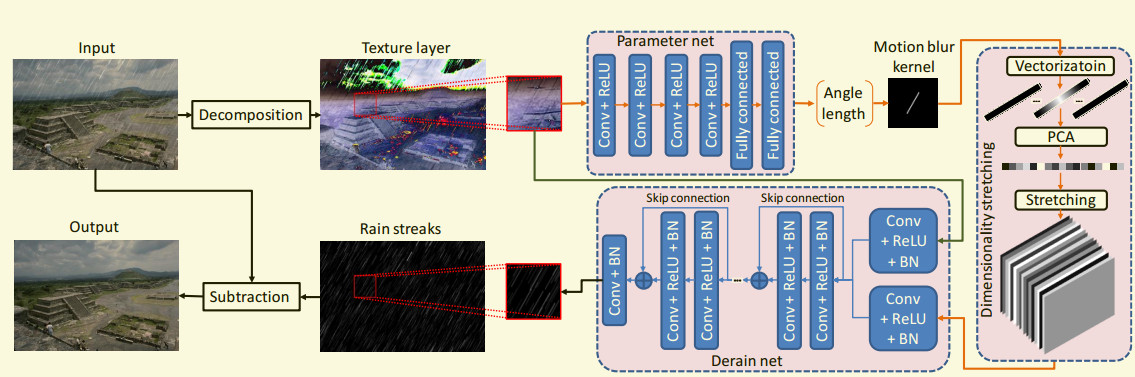 Input
Decomposition
Texture layer
Parameter net
Conv + ReLU
Conv + ReLU
Conv + ReLU
Conv + ReLU
Fully connected
Fully connected
Angle
length
Motion blur
kernel
Dimensionality stretching
Vectorizatoin
...
...
PCA
Stretching
Derain net
Conv
+ ReLU
+ BN
Conv
+ ReLU
+ BN
Skip connection
Conv + ReLU + BN
Conv + ReLU + BN
...
Skip connection
Conv + ReLU + BN
Conv + ReLU + BN
Conv + BN
Rain streaks
Subtraction
Output